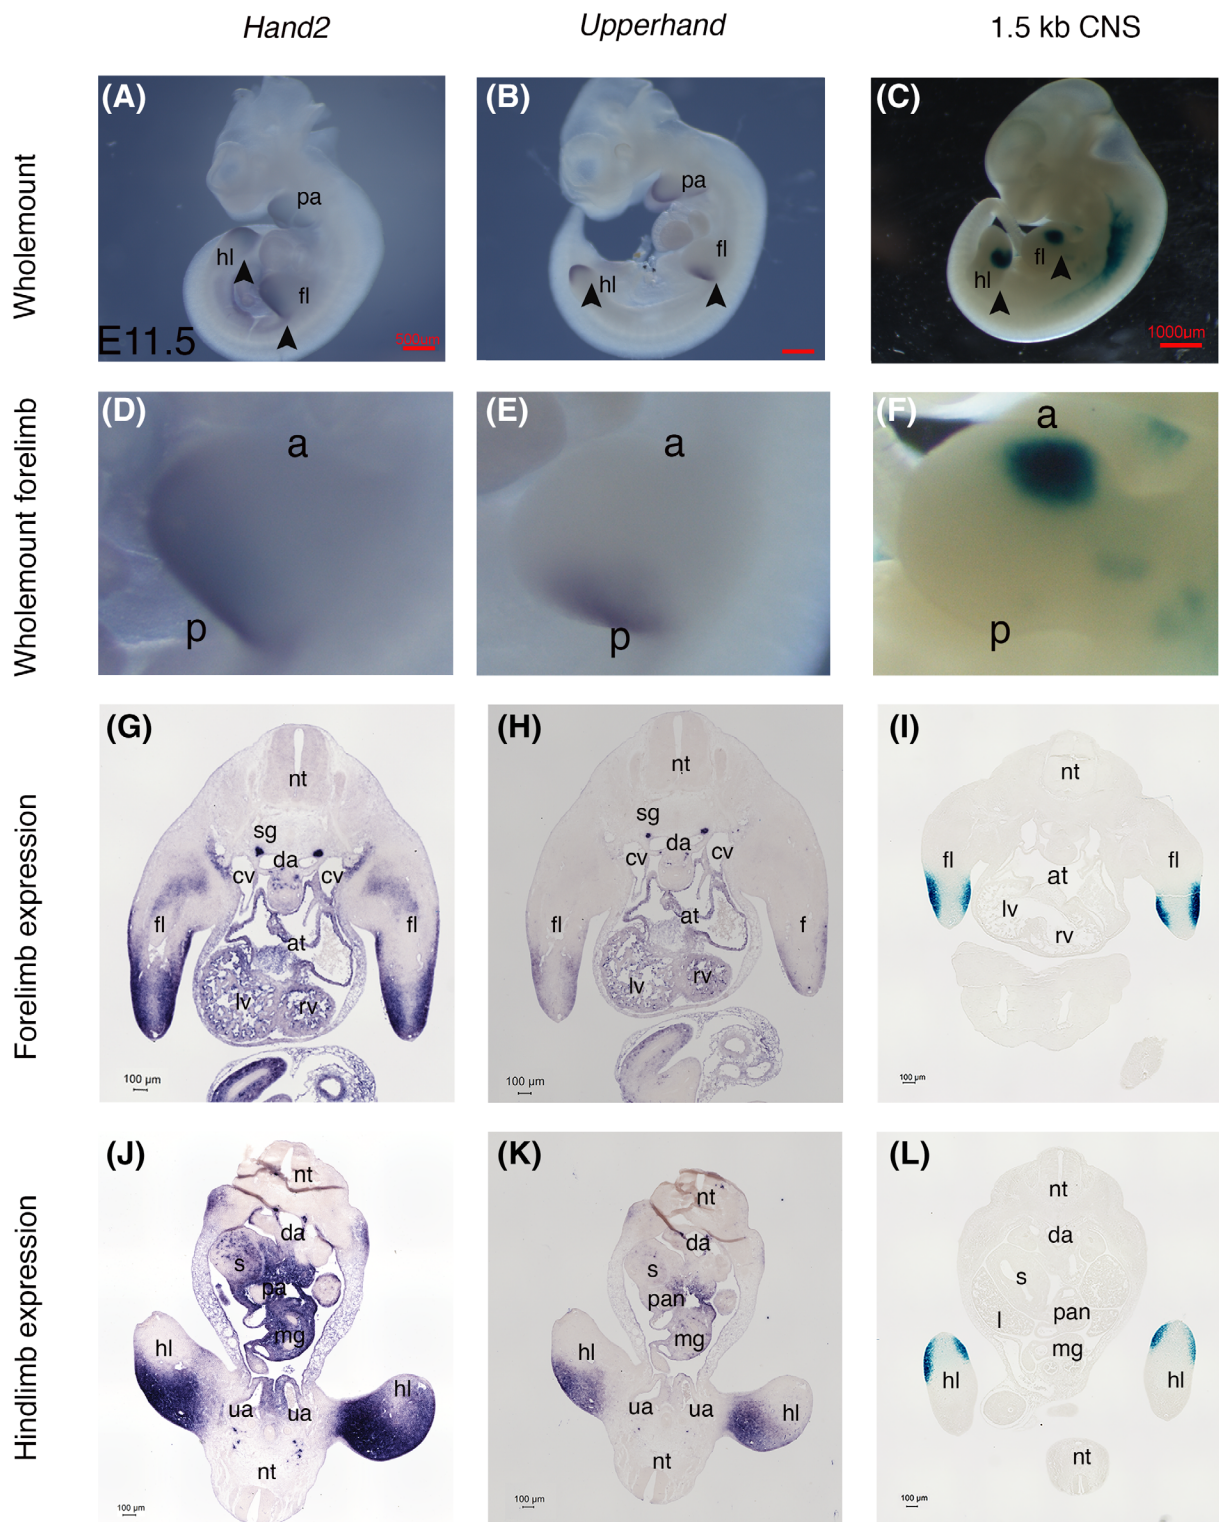 Hand2 Upperhand 1.5 kb CNS
Wholemount
(A) (B) (C)
pa pa
hl fl hl fl hl fl
E11.5 500µm 1000µm
Wholemount forelimb
(D) (E) (F)
a a a
p p p
Forelimb expression
(G) (H) (I)
nt nt nt
sg sg
da da
cv cv cv cv
fl fl fl f fl fl
at at at
lv rv lv rv lv rv
100 µm 100 µm 100 µm
Hindlimb expression
(J) (K) (L)
nt nt nt
da da da
s s s
pa pan l pan
mg mg mg
hl hl hl hl hl hl
ua ua ua ua
nt nt nt
100 µm 100 µm 100 µm